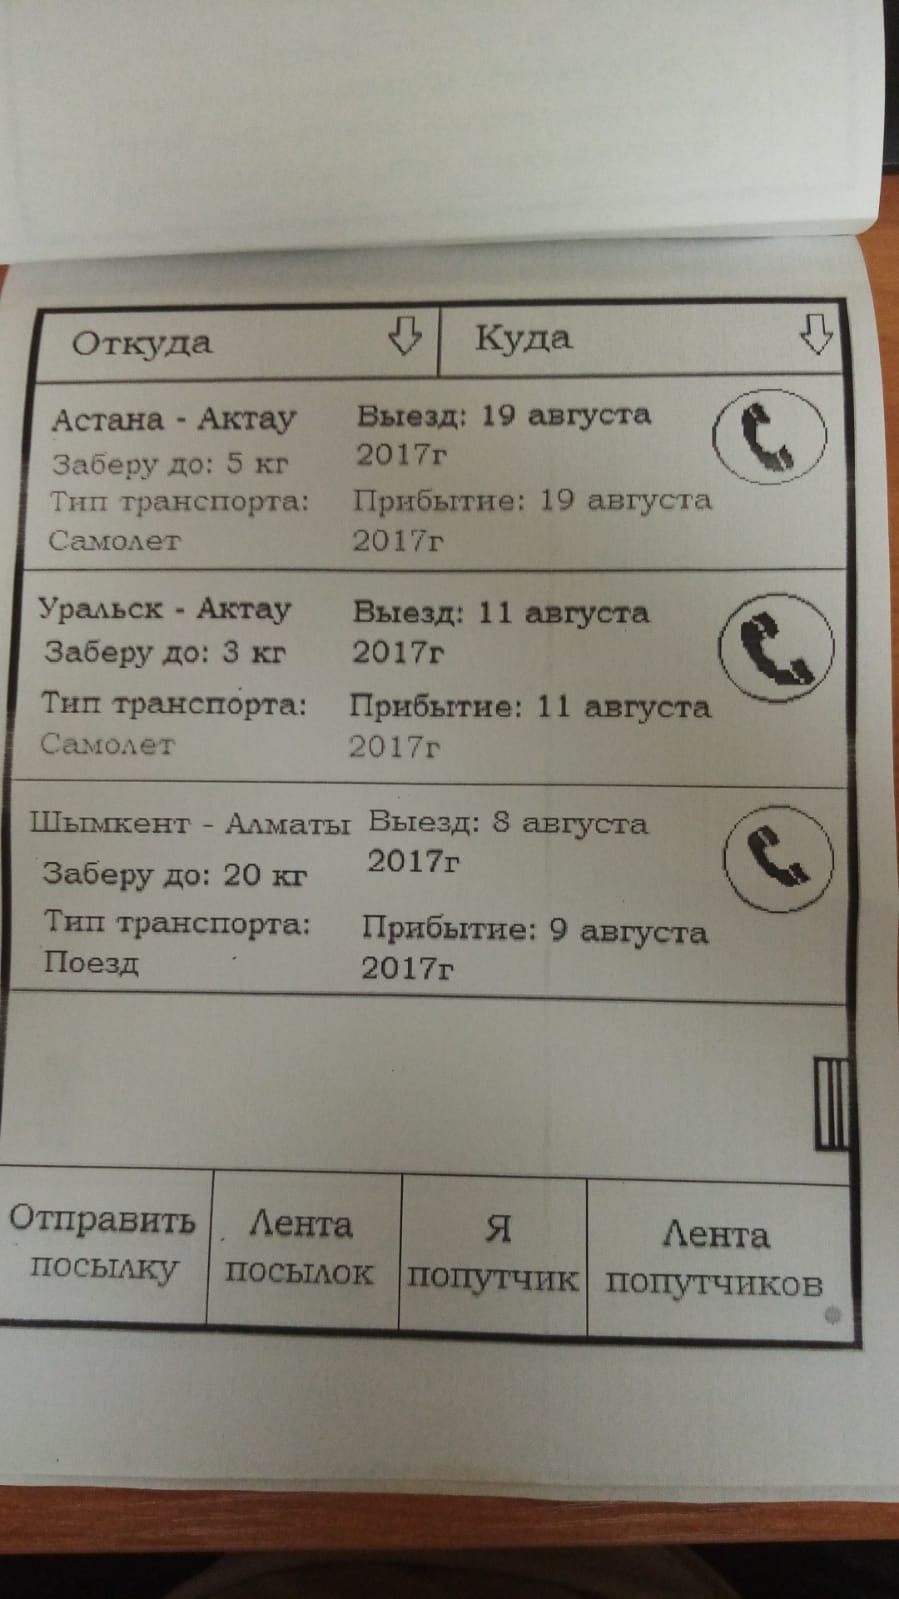 Откуда Куда
Астана - Актау Выезд: 19 августа
Заберу до: 5 кг 2017г
Тип транспорта: Прибытие: 19 августа
Самолет 2017г
Уральск - Актау Выезд: 11 августа
Заберу до: 3 кг 2017г
Тип транспорта: Прибытие: 11 августа
Самолет 2017г
Шымкент - Алматы Выезд: 8 августа
Заберу до: 20 кг 2017г
Тип транспорта: Прибытие: 9 августа
Поезд 2017г
Отправить Лента Я Лента
посылку посылок попутчик попутчиков